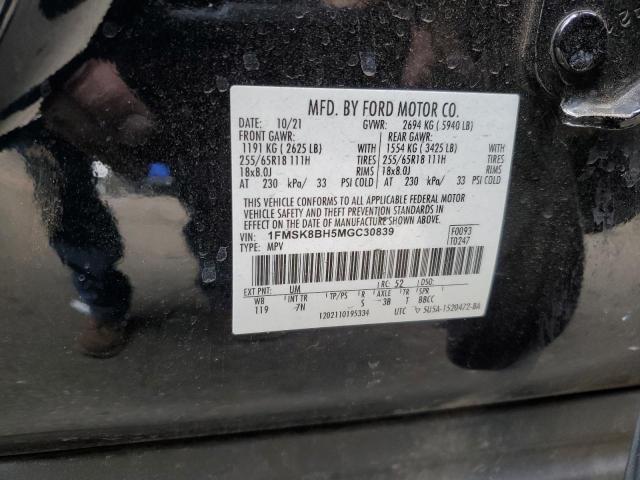 MFD. BY FORD MOTOR CO.
DATE: 10/21 GVWR: 2694 KG ( 5940 LB)
FRONT GAWR: REAR GAWR:
1191 KG ( 2625 LB) WITH 1554 KG ( 3425 LB) WITH
255/65R18 111H TIRES 255/65R18 111H TIRES
18x8.0J RIMS 18x8.0J RIMS
AT 230 kPa/ 33 PSI COLD AT 230 kPa/ 33 PSI COLD
THIS VEHICLE CONFORMS TO ALL APPLICABLE FEDERAL MOTOR
VEHICLE SAFETY AND THEFT PREVENTION STANDARDS IN
EFFECT ON THE DATE OF MANUFACTURE SHOWN ABOVE.
VIN: 1FMSK8BH5MGC30839 F0093
TYPE: MPV T0247
EXT PNT: UM RC: 52 DSO:
WB INT TR TP/PS R AXLE TR SPR
119 7N S 3B T BBCC
1202110195334 UTC 5U5A-1520472-BA